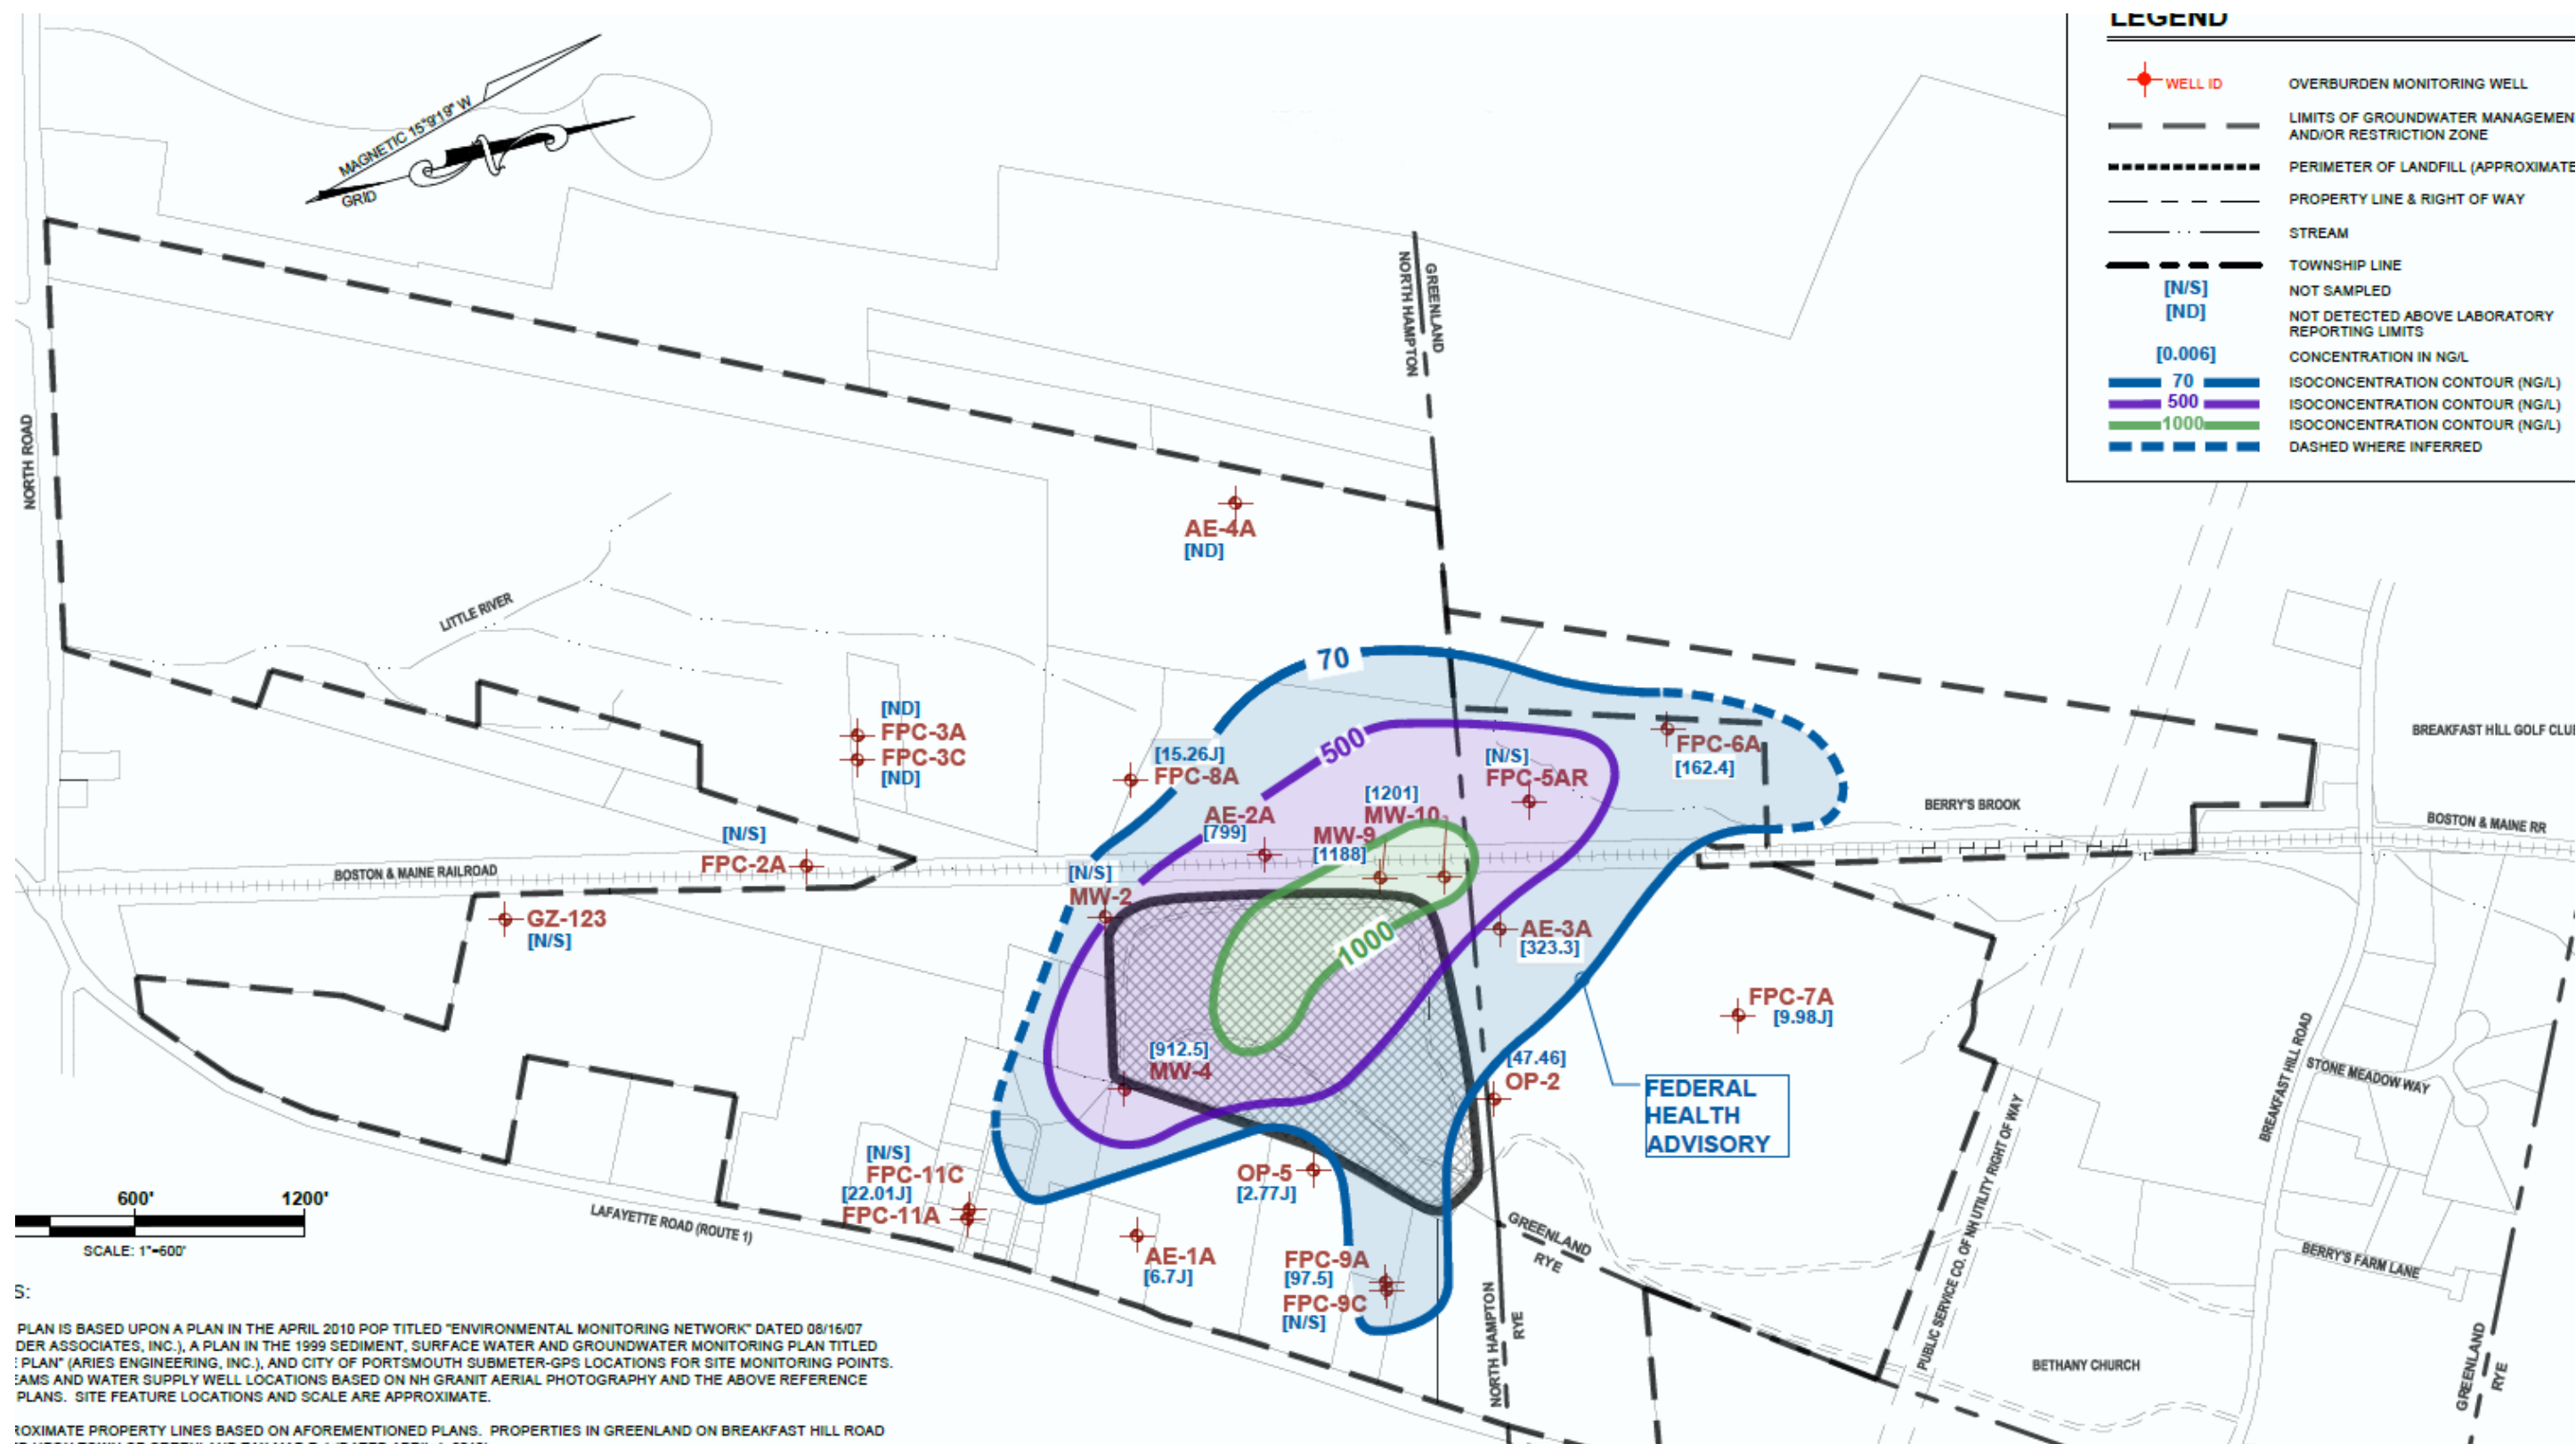 LEGEND
WELL ID
OVERBURDEN MONITORING WELL
LIMITS OF GROUNDWATER MANAGEMEN
AND/OR RESTRICTION ZONE
PERIMETER OF LANDFILL (APPROXIMATE
PROPERTY LINE & RIGHT OF WAY
STREAM
TOWNSHIP LINE
[N/S]
NOT SAMPLED
[ND]
NOT DETECTED ABOVE LABORATORY
REPORTING LIMITS
[0.006]
CONCENTRATION IN NG/L
70
ISOCONCENTRATION CONTOUR (NG/L)
500
ISOCONCENTRATION CONTOUR (NG/L)
1000
ISOCONCENTRATION CONTOUR (NG/L)
DASHED WHERE INFERRED
MAGNETIC 15°9'19" W
GRID
NORTH ROAD
GREENLAND
NORTH HAMPTON
AE-4A
[ND]
LITTLE RIVER
70
[ND]
FPC-3A
FPC-3C
[ND]
[15.26J]
FPC-8A
500
[N/S]
FPC-5AR
FPC-6A
[162.4]
BREAKFAST HILL GOLF CLU
BERRY'S BROOK
BOSTON & MAINE RR
[1201]
MW-10
AE-2A
[799]
MW-9
[1188]
[N/S]
FPC-2A
BOSTON & MAINE RAILROAD
[N/S]
MW-2
GZ-123
[N/S]
1000
AE-3A
[323.3]
FPC-7A
[9.98J]
[912.5]
MW-4
[47.46]
OP-2
FEDERAL
HEALTH
ADVISORY
BREAKFAST HILL ROAD
STONE MEADOW WAY
[N/S]
FPC-11C
[22.01J]
FPC-11A
OP-5
[2.77J]
AE-1A
[6.7J]
FPC-9A
[97.5]
FPC-9C
[N/S]
GREENLAND
RYE
NORTH HAMPTON
RYE
PUBLIC SERVICE CO. OF NH UTILITY RIGHT OF WAY
BERRY'S FARM LANE
BETHANY CHURCH
GREENLAND
RYE
LAFAYETTE ROAD (ROUTE 1)
600'
1200'
SCALE: 1"=600'
S:
PLAN IS BASED UPON A PLAN IN THE APRIL 2010 POP TITLED "ENVIRONMENTAL MONITORING NETWORK" DATED 08/16/07
DER ASSOCIATES, INC.), A PLAN IN THE 1999 SEDIMENT, SURFACE WATER AND GROUNDWATER MONITORING PLAN TITLED
E PLAN" (ARIES ENGINEERING, INC.), AND CITY OF PORTSMOUTH SUBMETER-GPS LOCATIONS FOR SITE MONITORING POINTS.
EAMS AND WATER SUPPLY WELL LOCATIONS BASED ON NH GRANIT AERIAL PHOTOGRAPHY AND THE ABOVE REFERENCE
PLANS. SITE FEATURE LOCATIONS AND SCALE ARE APPROXIMATE.
ROXIMATE PROPERTY LINES BASED ON AFOREMENTIONED PLANS. PROPERTIES IN GREENLAND ON BREAKFAST HILL ROAD